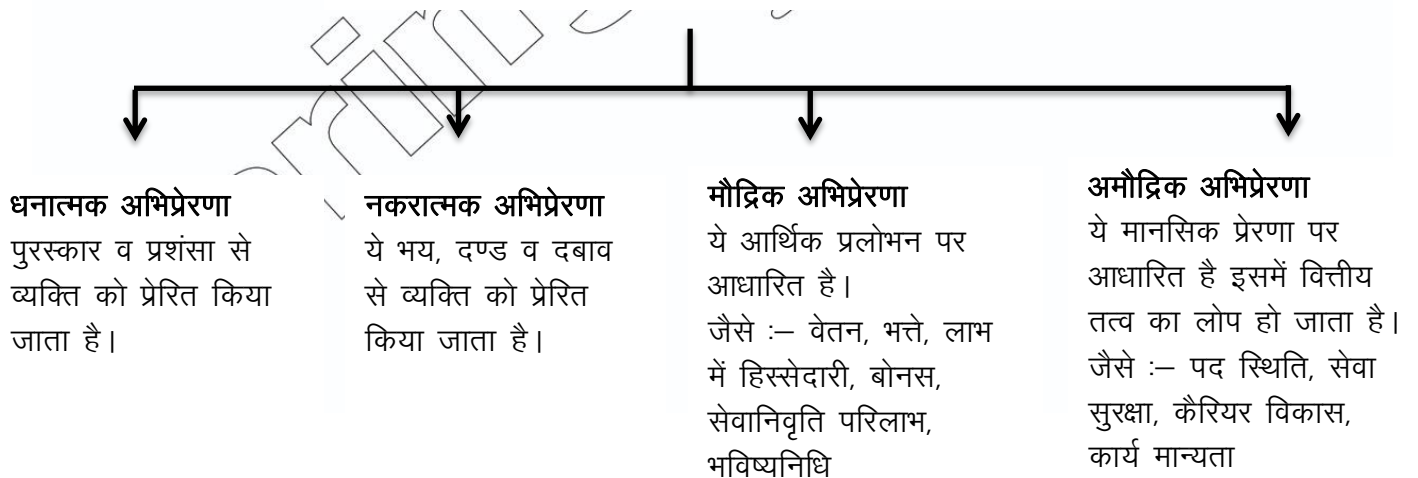 धनात्मक अभिप्रेरणा
पुरस्कार व प्रशंसा से
व्यक्ति को प्रेरित किया
जाता है।
नकरात्मक अभिप्रेरणा
ये भय, दण्ड व दबाव
से व्यक्ति को प्रेरित
किया जाता है।
मौद्रिक अभिप्रेरणा
ये आर्थिक प्रलोभन पर
आधारित है।
जैसे :– वेतन, भत्ते, लाभ
में हिस्सेदारी, बोनस,
सेवानिवृति परिलाभ,
भविष्यनिधि
अमौद्रिक अभिप्रेरणा
ये मानसिक प्रेरणा पर
आधारित है इसमें वित्तीय
तत्व का लोप हो जाता है।
जैसे :– पद स्थिति, सेवा
सुरक्षा, कैरियर विकास,
कार्य मान्यता